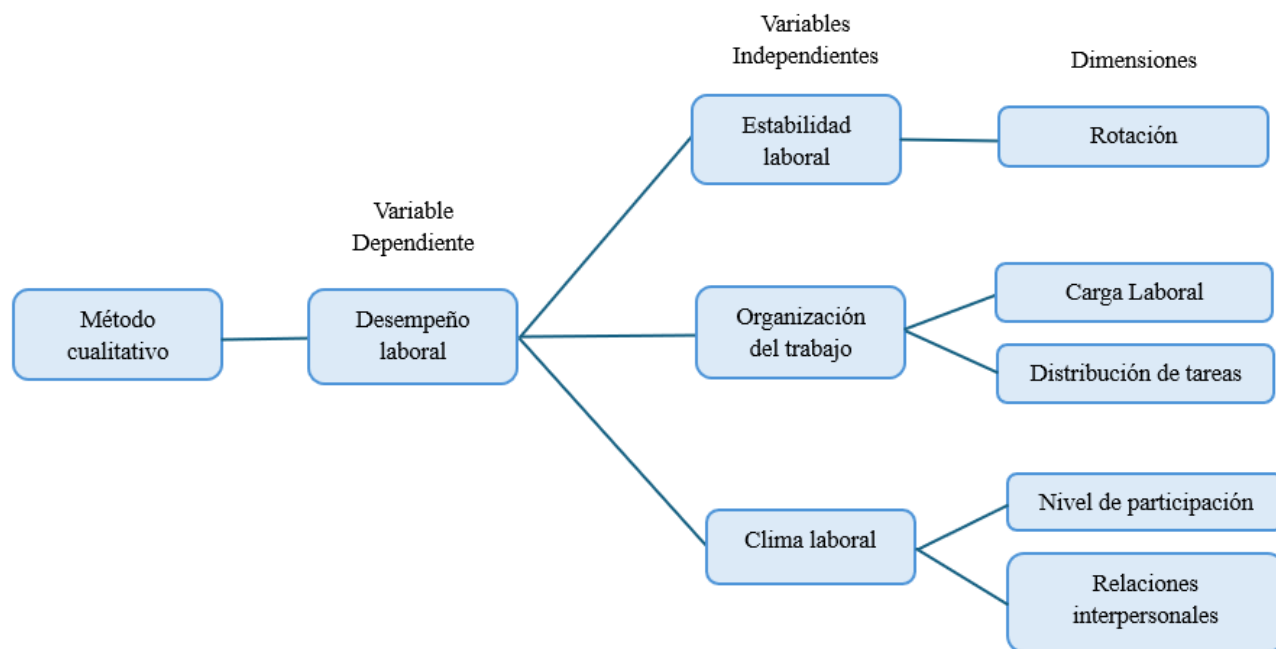 Variables
Independientes
Dimensiones
Estabilidad
laboral
Rotación
Variable
Dependiente
Método
cualitativo
Desempeño
laboral
Organización
del trabajo
Carga Laboral
Distribución de tareas
Clima laboral
Nivel de participación
Relaciones
interpersonales